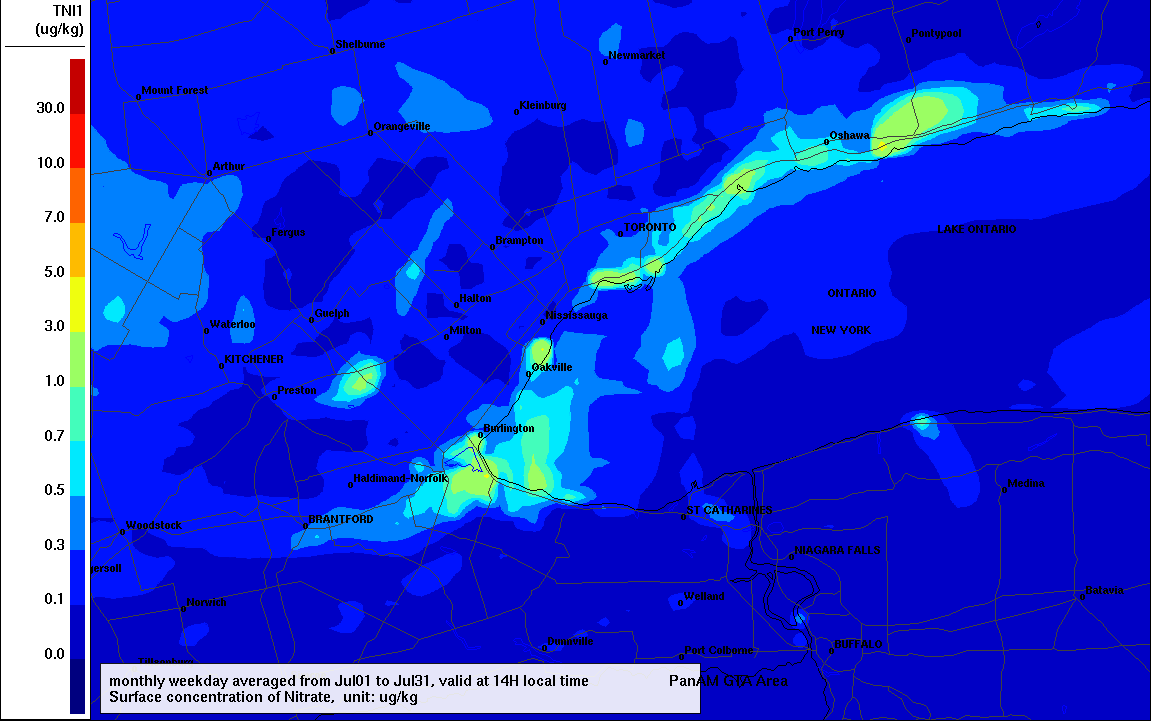 TNI1
(ug/kg)
30.0
10.0
7.0
5.0
3.0
1.0
0.7
0.5
0.3
0.1
0.0
Shelburne
Port Perry
Pontypool
Newmarket
Mount Forest
Kleinburg
Orangeville
Oshawa
Arthur
TORONTO
Fergus
Brampton
LAKE ONTARIO
ONTARIO
Halton
Guelph
Mississauga
Waterloo
Milton
NEW YORK
KITCHENER
Oakville
Preston
Burlington
Haldimand-Norfolk
Medina
ST CATHARINES
BRANTFORD
Woodstock
NIAGARA FALLS
gersoll
Batavia
Norwich
Welland
Dunnville
BUFFALO
Port Colborne
Tillsonburg
monthly weekday averaged from Jul01 to Jul31, valid at 14H local time
PanAM GTA Area
Surface concentration of Nitrate, unit: ug/kg